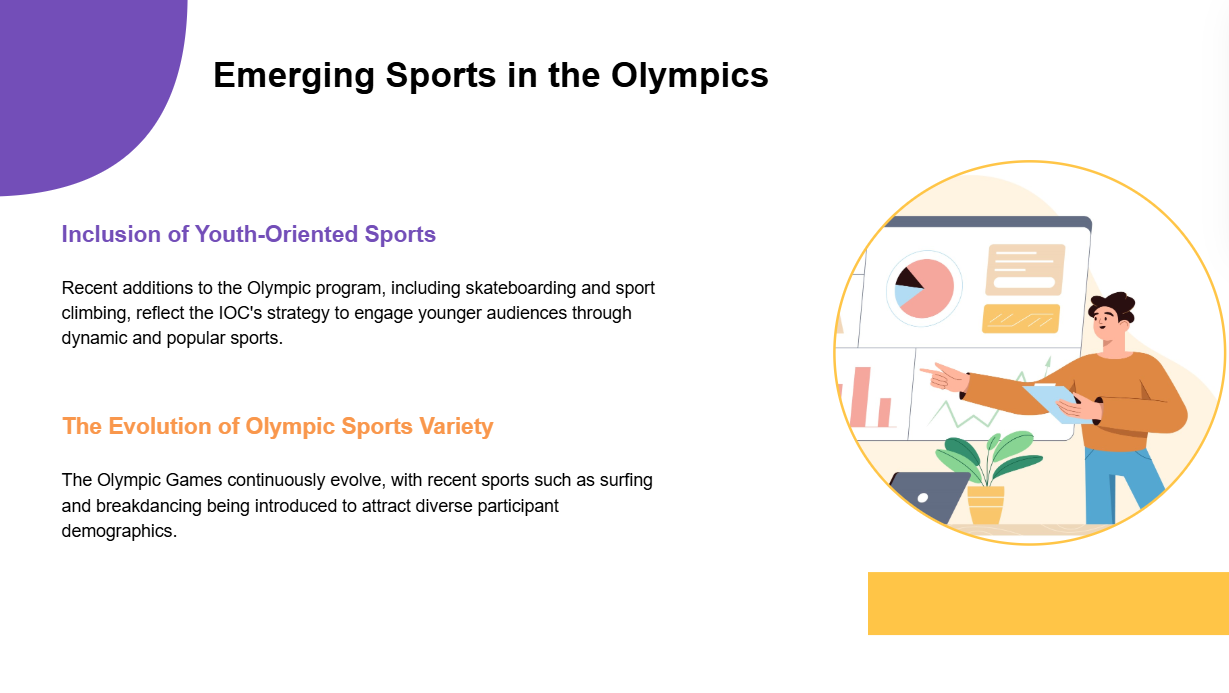 Emerging Sports in the Olympics
Inclusion of Youth-Oriented Sports
Recent additions to the Olympic program, including skateboarding and sport
climbing, reflect the IOC's strategy to engage younger audiences through
dynamic and popular sports.
The Evolution of Olympic Sports Variety
The Olympic Games continuously evolve, with recent sports such as surfing
and breakdancing being introduced to attract diverse participant
demographics.